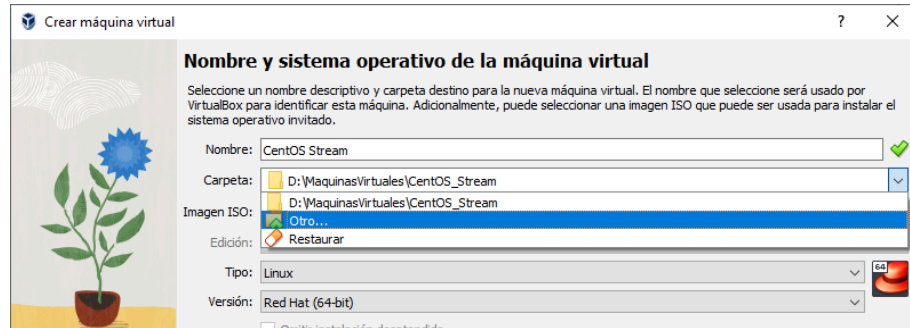 Crear máquina virtual ? ×
Nombre y sistema operativo de la máquina virtual
Seleccione un nombre descriptivo y carpeta destino para la nueva máquina virtual. El nombre que seleccione será usado por
VirtualBox para identificar esta máquina. Adicionalmente, puede seleccionar una imagen ISO que puede ser usada para instalar el
sistema operativo invitado.
Nombre: CentOS Stream
Carpeta: D:\MaquinasVirtuales\CentOS_Stream
D:\MaquinasVirtuales\CentOS_Stream
Imagen ISO: Otro...
Edición: Restaurar
Tipo: Linux 64
Versión: Red Hat (64-bit)
Omitir instalación desatendida